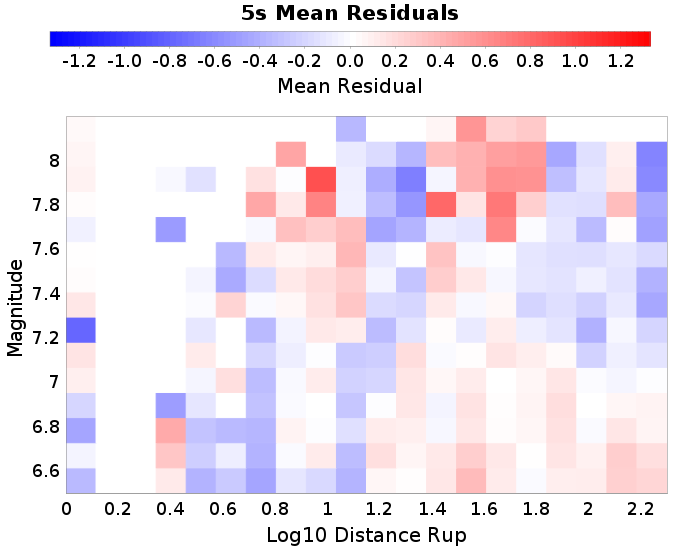 5s Mean Residuals
-1.2 -1.0 -0.8 -0.6 -0.4 -0.2 0.0 0.2 0.4 0.6 0.8 1.0 1.2
Mean Residual
Magnitude
8
7.8
7.6
7.4
7.2
7
6.8
6.6
0 0.2 0.4 0.6 0.8 1 1.2 1.4 1.6 1.8 2 2.2
Log10 Distance Rup